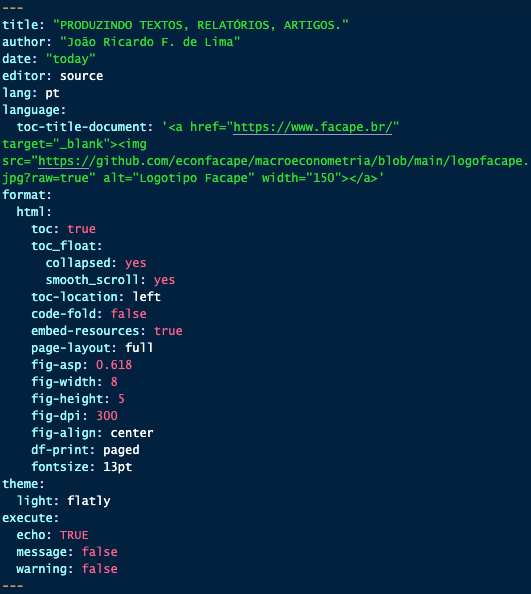 ---
title: "PRODUZINDO TEXTOS, RELATÓRIOS, ARTIGOS."
author: "João Ricardo F. de Lima"
date: "today"
editor: source
lang: pt
language:
  toc-title-document: '<a href="https://www.facape.br/"
target="_blank"><img
src="https://github.com/econfacape/macroeconometria/blob/main/logofacape.
jpg?raw=true" alt="Logotipo Facape" width="150"></a>'
format:
  html:
    toc: true
    toc_float:
      collapsed: yes
      smooth_scroll: yes
    toc-location: left
    code-fold: false
    embed-resources: true
    page-layout: full
    fig-asp: 0.618
    fig-width: 8
    fig-height: 5
    fig-dpi: 300
    fig-align: center
    df-print: paged
    fontsize: 13pt
theme:
  light: flatly
execute:
  echo: TRUE
  message: false
  warning: false
---